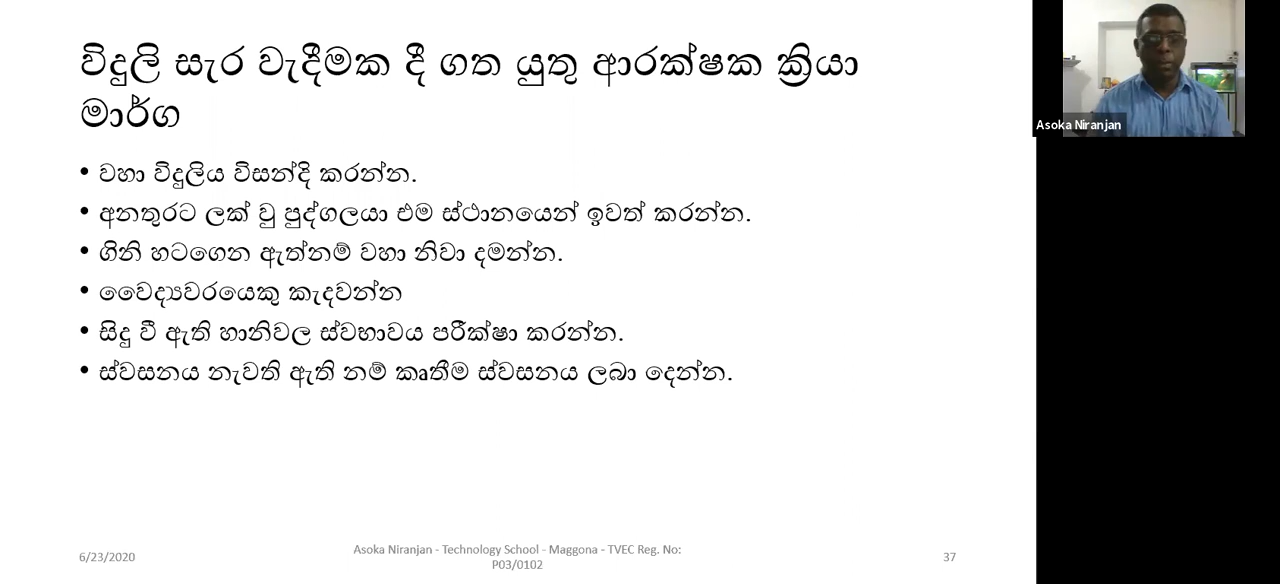 විදුලි සැර වැදීමක දී ගත යුතු ආරක්ෂක ක්‍රියා
මාර්ග
• වහා විදුලිය විසන්දි කරන්න.
• අනතුරට ලක් වු පුද්ගලයා එම ස්ථානයෙන් ඉවත් කරන්න.
• ගිනි හටගෙන ඇත්නම් වහා නිවා දමන්න.
• වෛද්‍යවරයෙකු කැදවන්න
• සිදු වී ඇති හානිවල ස්වභාවය පරීක්ෂා කරන්න.
• ස්වසනය නැවතී ඇති නම් කෘතීම ස්වසනය ලබා දෙන්න.
Asoka Niranjan
6/23/2020
Asoka Niranjan - Technology School - Maggona - TVEC Reg. No:
P03/0102
37